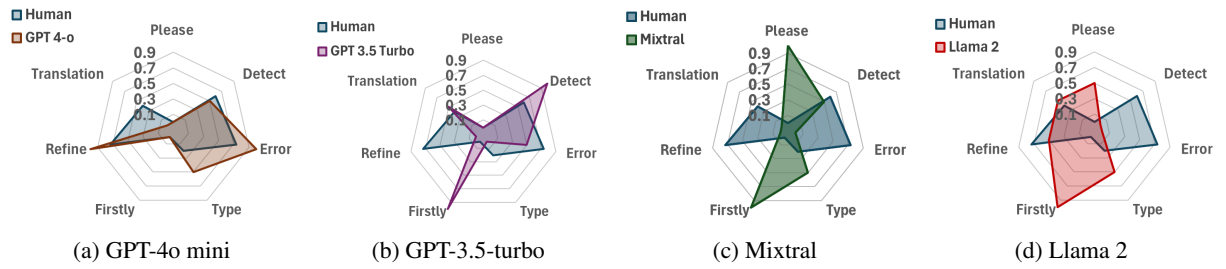 Human
GPT 4-o
Please
0.9
0.7
0.5
0.3
0.1
Detect
Error
Type
Firstly
Refine
Translation
(a) GPT-4o mini
Human
GPT 3.5 Turbo
Please
0.9
0.7
0.5
0.3
0.1
Detect
Error
Type
Firstly
Refine
Translation
(b) GPT-3.5-turbo
Human
Mixtral
Please
0.9
0.7
0.5
0.3
0.1
Detect
Error
Type
Firstly
Refine
Translation
(c) Mixtral
Human
Llama 2
Please
0.9
0.7
0.5
0.3
0.1
Detect
Error
Type
Firstly
Refine
Translation
(d) Llama 2